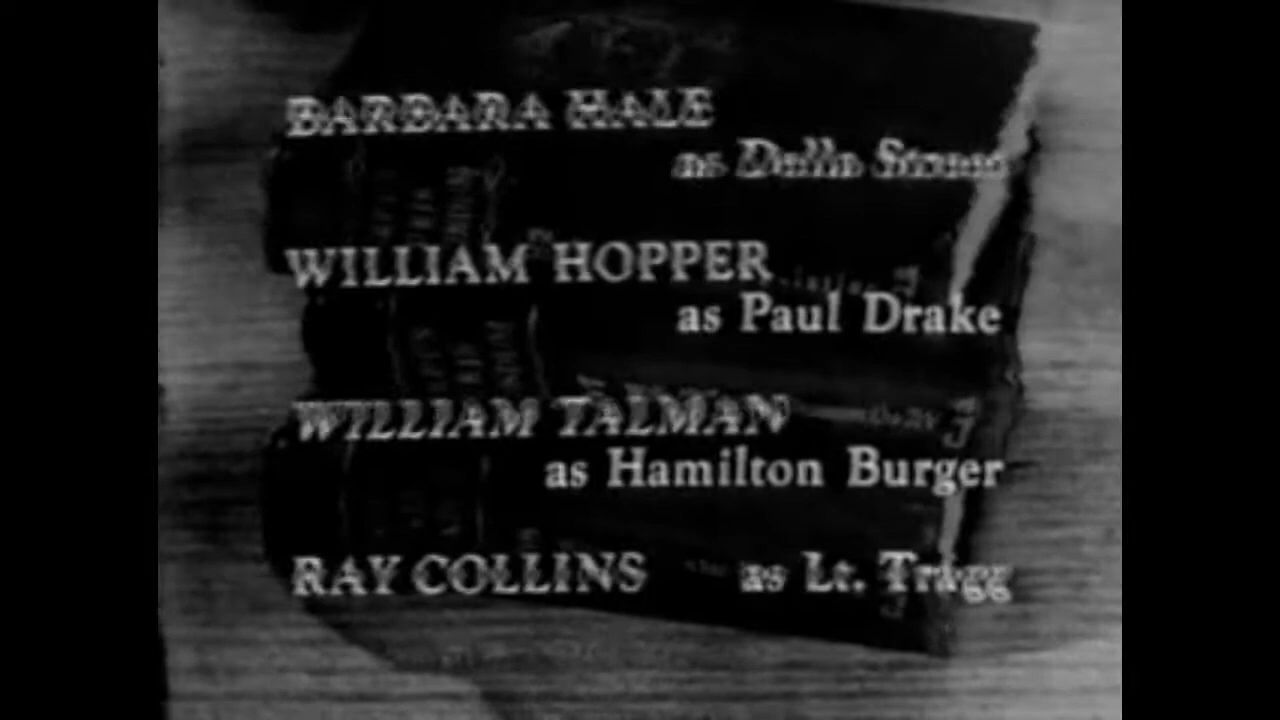 BARBARA HALE
as Della Street
WILLIAM HOPPER
as Paul Drake
WILLIAM TALMAN
as Hamilton Burger
RAY COLLINS as Lt. Tragg